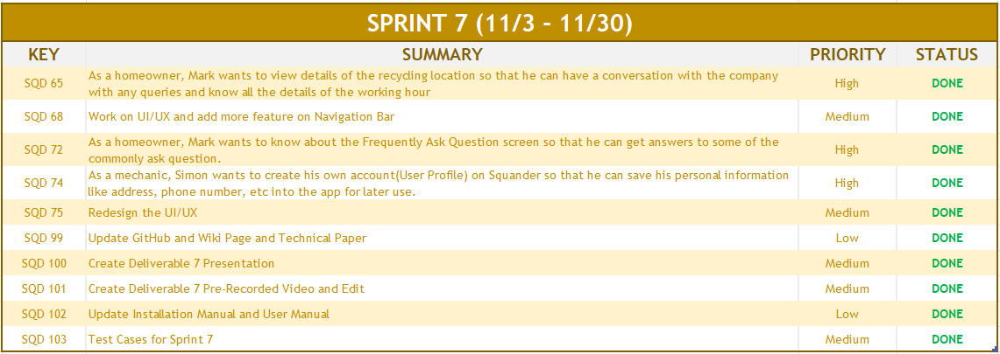 SPRINT 7 (11/3 - 11/30)
KEY SUMMARY PRIORITY STATUS
SQD 65 As a homeowner, Mark wants to view details of the recycling location so that he can have a conversation with the company with any queries and know all the details of the working hour High DONE
SQD 68 Work on UI/UX and add more feature on Navigation Bar Medium DONE
SQD 72 As a homeowner, Mark wants to know about the Frequently Ask Question screen so that he can get answers to some of the commonly ask question. High DONE
SQD 74 As a mechanic, Simon wants to create his own account(User Profile) on Squander so that he can save his personal information like address, phone number, etc into the app for later use. High DONE
SQD 75 Redesign the UI/UX Medium DONE
SQD 99 Update GitHub and Wiki Page and Technical Paper Low DONE
SQD 100 Create Deliverable 7 Presentation Medium DONE
SQD 101 Create Deliverable 7 Pre-Recorded Video and Edit Medium DONE
SQD 102 Update Installation Manual and User Manual Low DONE
SQD 103 Test Cases for Sprint 7 Medium DONE